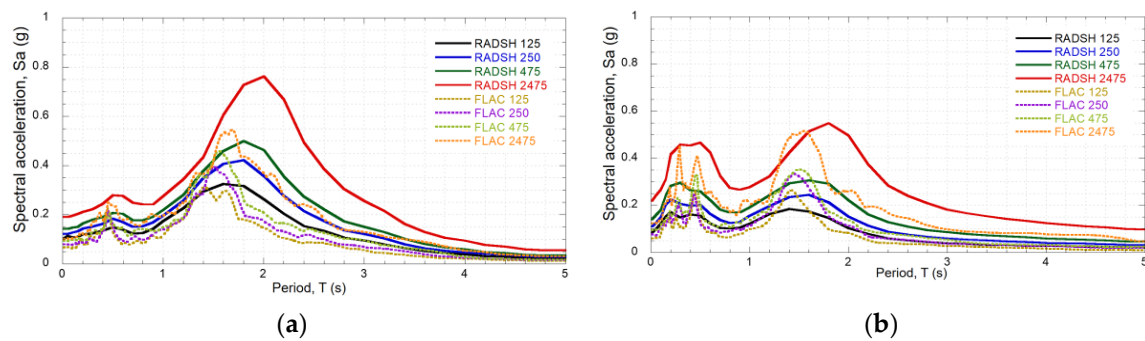 Spectral acceleration, Sa (g)
1
0.8
0.6
0.4
0.2
0
RADSH 125
RADSH 250
RADSH 475
RADSH 2475
FLAC 125
FLAC 250
FLAC 475
FLAC 2475
0 1 2 3 4 5
Period, T (s)
(a)
Spectral acceleration, Sa (g)
1
0.8
0.6
0.4
0.2
0
RADSH 125
RADSH 250
RADSH 475
RADSH 2475
FLAC 125
FLAC 250
FLAC 475
FLAC 2475
0 1 2 3 4 5
Period, T (s)
(b)